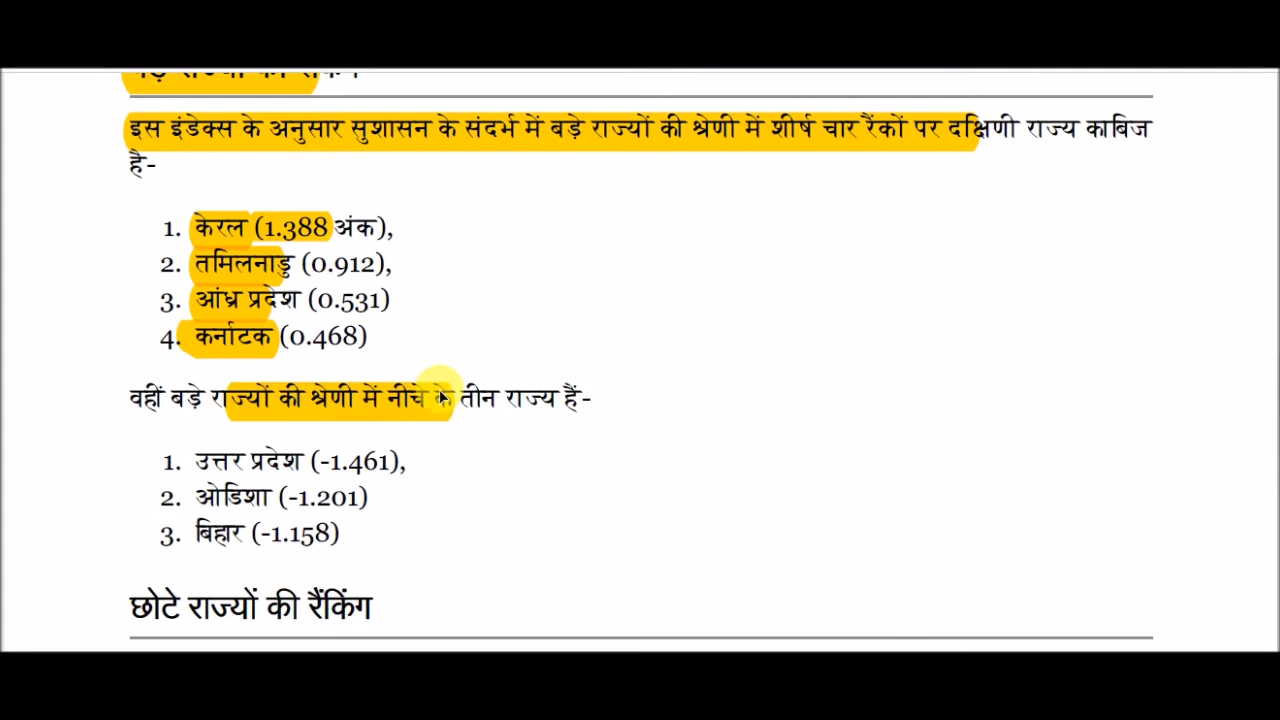 बड़े राज्यों की रैंकिंग
इस इंडेक्स के अनुसार सुशासन के संदर्भ में बड़े राज्यों की श्रेणी में शीर्ष चार रैंकों पर दक्षिणी राज्य काबिज
है-
1. केरल (1.388 अंक),
2. तमिलनाडु (0.912),
3. आंध्र प्रदेश (0.531)
4. कर्नाटक (0.468)
वहीं बड़े राज्यों की श्रेणी में नीचे के तीन राज्य हैं-
1. उत्तर प्रदेश (-1.461),
2. ओडिशा (-1.201)
3. बिहार (-1.158)
छोटे राज्यों की रैंकिंग